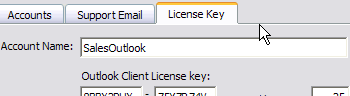 Accounts Support Email License Key
Account Name: SalesOutlook
Outlook Client License key: